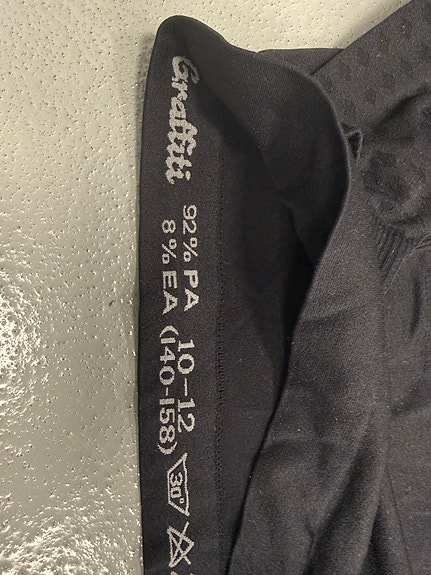 Graffiti
92% PA
8% EA
10-12
(140-158)
30°